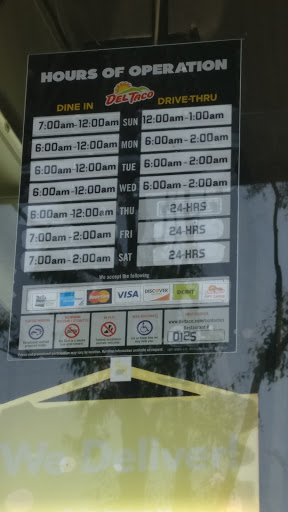 HOURS OF OPERATION
DEL TACO
DINE IN DRIVE-THRU
7:00am-12:00am SUN 12:00am-1:00am
6:00am-12:00am MON 6:00am-2:00am
6:00am-12:00am TUE 6:00am-2:00am
6:00am-12:00am WED 6:00am-2:00am
6:00am-12:00am THU 24-HRS
7:00am-2:00am FRI 24-HRS
7:00am-2:00am SAT 24-HRS
We accept the following
MasterCard VISA DISCOVER
0125
We Deliver!